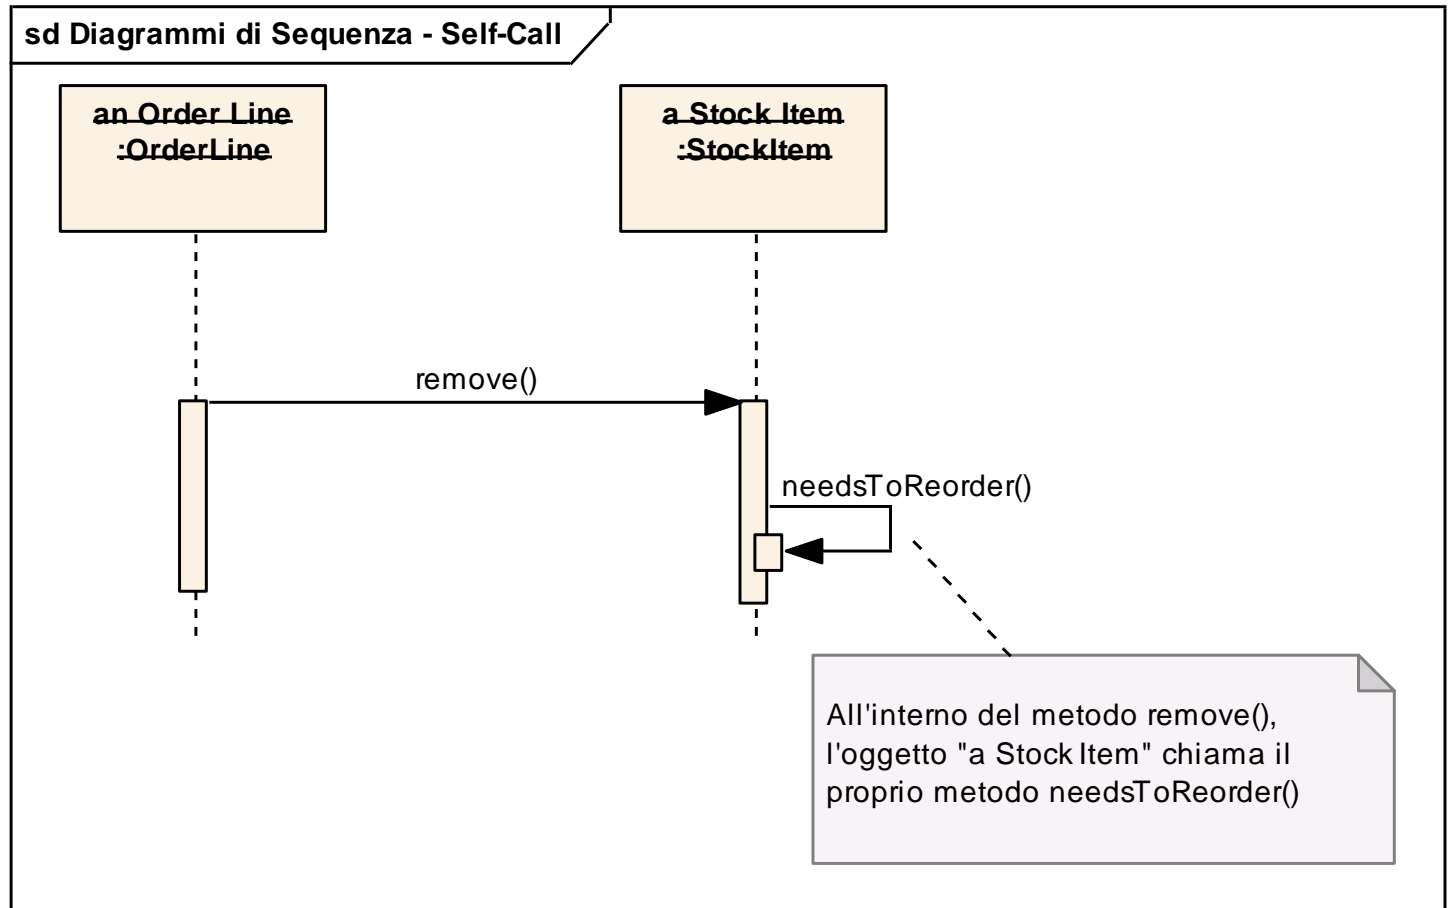 sd Diagrammi di Sequenza - Self-Call
an Order Line
:OrderLine
a Stock Item
:StockItem
remove()
needsToReorder()
All'interno del metodo remove(),
l'oggetto "a Stock Item" chiama il
proprio metodo needsToReorder()